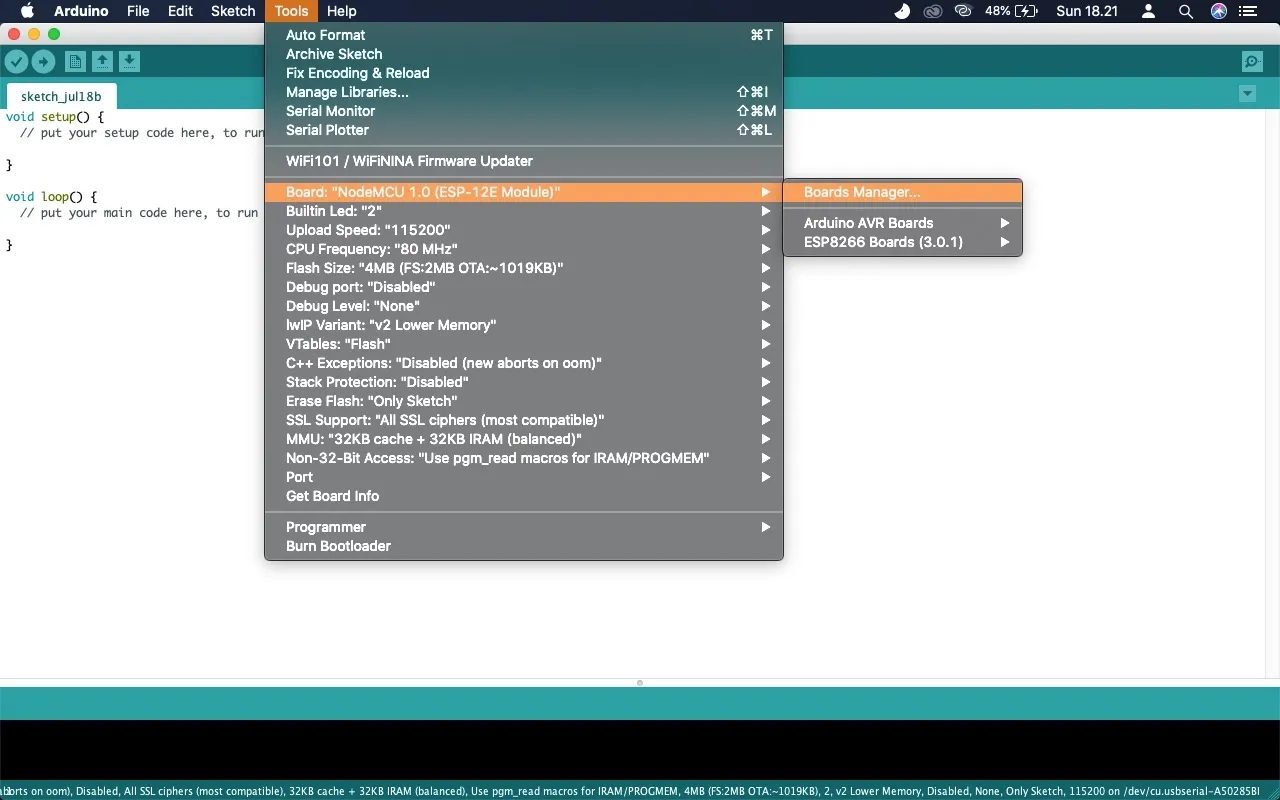 Arduino File Edit Sketch Tools Help 48% Sun 18.21
sketch_jul18b
void setup() {
// put your setup code here, to run
}
void loop() {
// put your main code here, to run
}
Auto Format ⌘T
Archive Sketch
Fix Encoding & Reload
Manage Libraries... ⇧⌘I
Serial Monitor ⇧⌘M
Serial Plotter ⇧⌘L
WiFi101 / WiFiNINA Firmware Updater
Board: "NodeMCU 1.0 (ESP-12E Module)"
Builtin Led: "2"
Upload Speed: "115200"
CPU Frequency: "80 MHz"
Flash Size: "4MB (FS:2MB OTA:~1019KB)"
Debug port: "Disabled"
Debug Level: "None"
lwIP Variant: "v2 Lower Memory"
VTables: "Flash"
C++ Exceptions: "Disabled (new aborts on oom)"
Stack Protection: "Disabled"
Erase Flash: "Only Sketch"
SSL Support: "All SSL ciphers (most compatible)"
MMU: "32KB cache + 32KB IRAM (balanced)"
Non-32-Bit Access: "Use pgm_read macros for IRAM/PROGMEM"
Port
Get Board Info
Programmer
Burn Bootloader
Boards Manager...
Arduino AVR Boards
ESP8266 Boards (3.0.1)
on oom), Disabled, All SSL ciphers (most compatible), 32KB cache + 32KB IRAM (balanced), Use pgm_read macros for IRAM/PROGMEM, 4MB (FS:2MB OTA:~1019KB), 2, v2 Lower Memory, Disabled, None, Only Sketch, 115200 on /dev/cu.usbserial-A50285BI